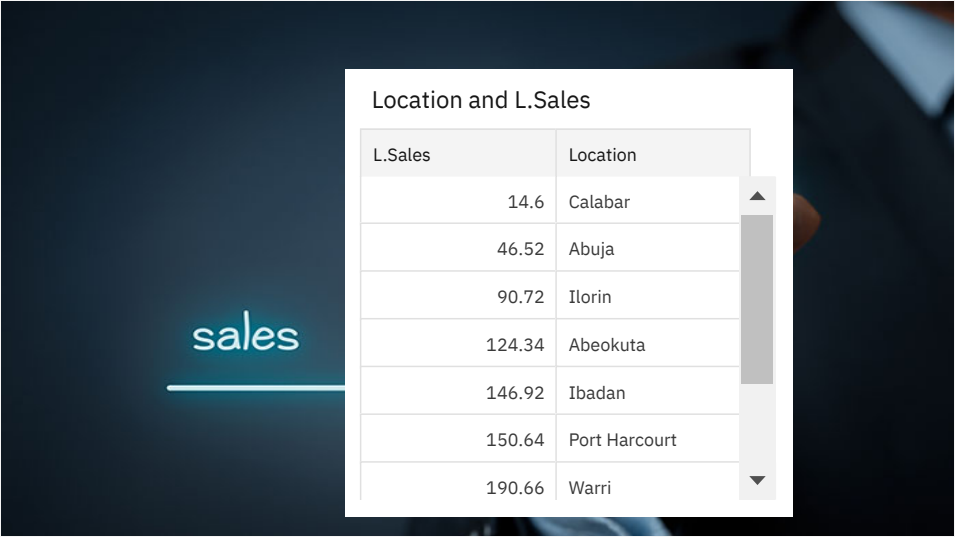 Location and L.Sales
L.Sales Location
14.6 Calabar
46.52 Abuja
90.72 Ilorin
124.34 Abeokuta
146.92 Ibadan
150.64 Port Harcourt
190.66 Warri
sales